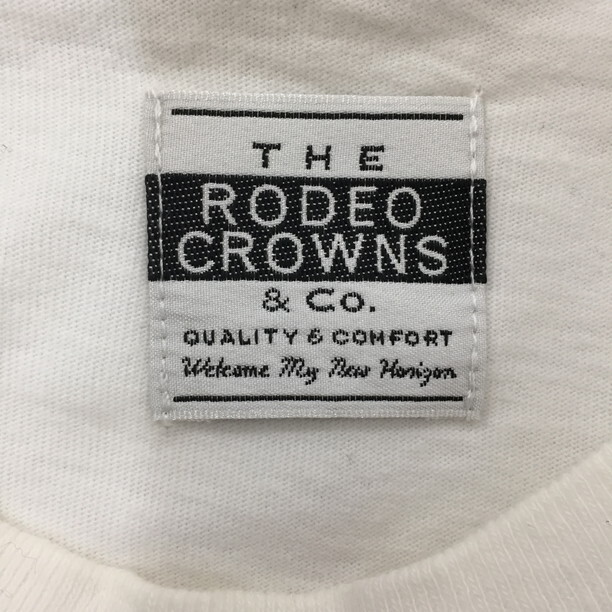 THE
RODEO
CROWNS
& Co.
QUALITY & COMFORT
Welcome My New Horizon